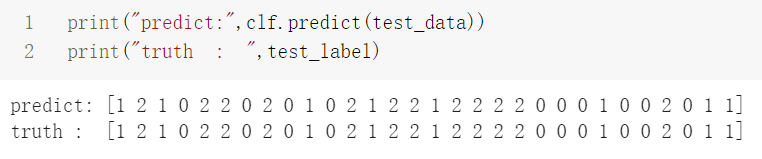 1 print("predict:",clf.predict(test_data))
2 print("truth : ",test_label)
predict: [1 2 1 0 2 2 0 2 0 1 0 2 1 2 2 1 2 2 2 2 0 0 0 1 0 0 2 0 1 1]
truth : [1 2 1 0 2 2 0 2 0 1 0 2 1 2 2 1 2 2 2 2 0 0 0 1 0 0 2 0 1 1]